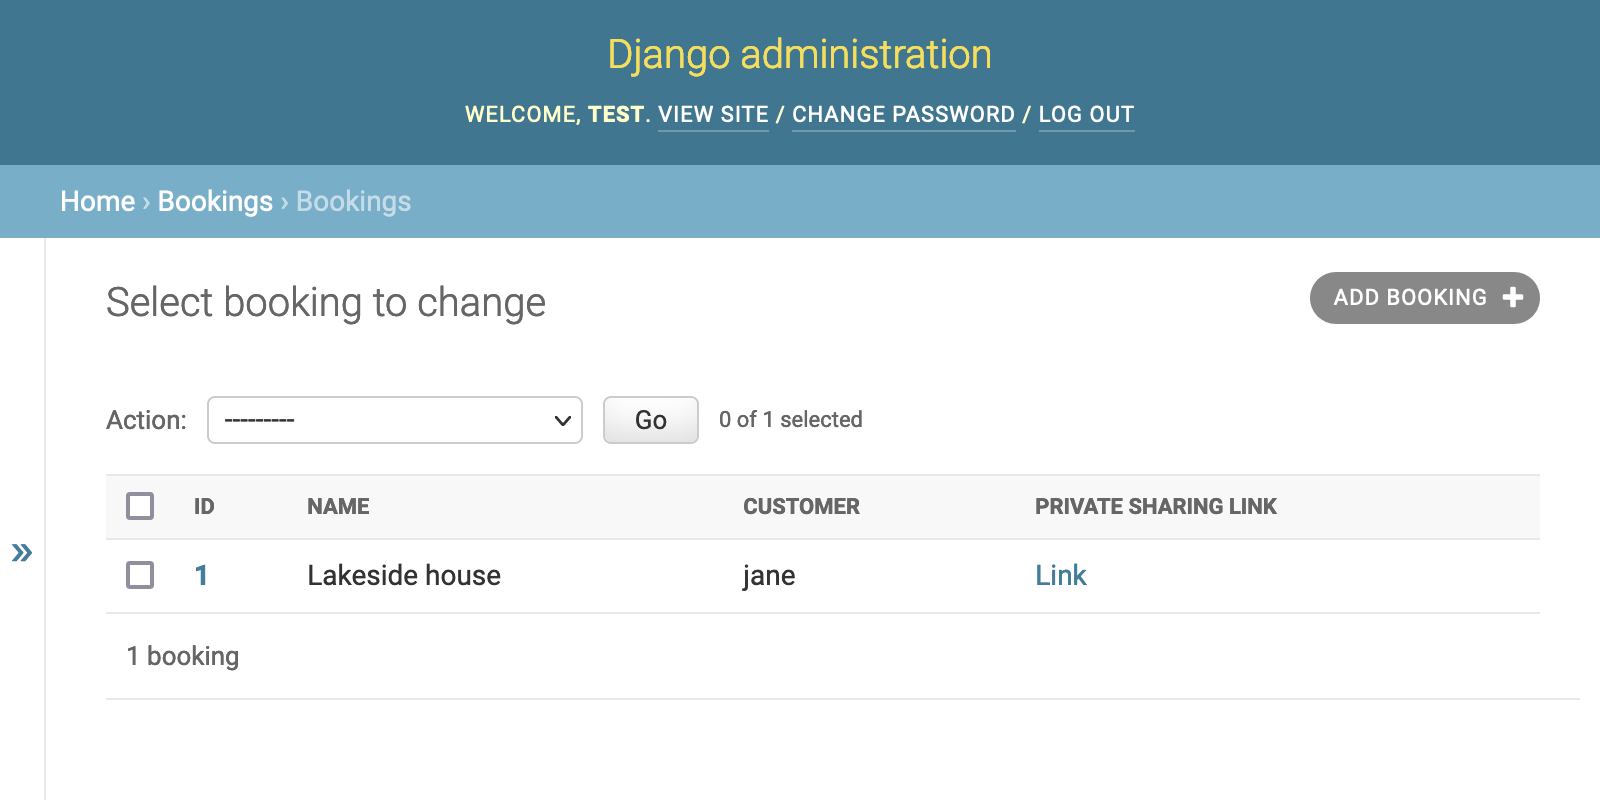 Django administration
WELCOME, TEST. VIEW SITE / CHANGE PASSWORD / LOG OUT
Home › Bookings › Bookings
Select booking to change
ADD BOOKING +
Action: --------- Go 0 of 1 selected
ID NAME CUSTOMER PRIVATE SHARING LINK
1 Lakeside house jane Link
1 booking